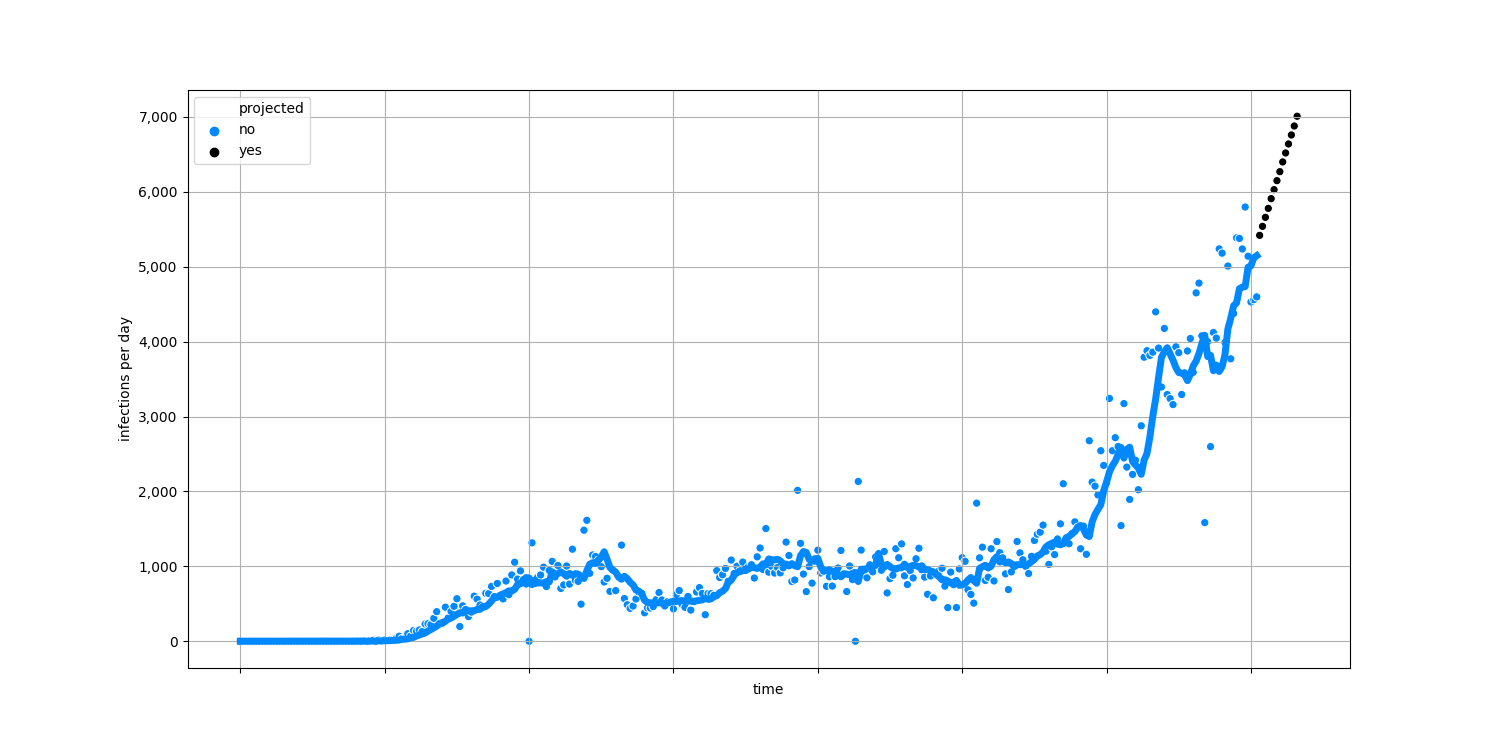 projected
no
yes
7,000
6,000
5,000
4,000
3,000
2,000
1,000
0
infections per day
time